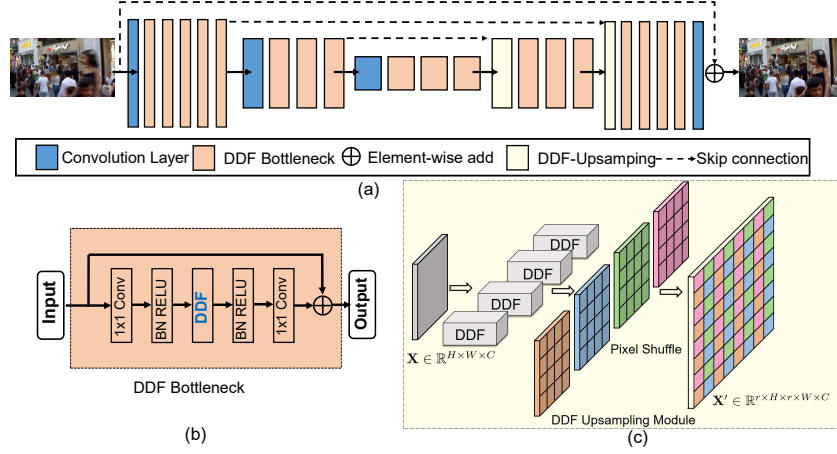 Convolution Layer
DDF Bottleneck
Element-wise add
DDF-Upsamping
Skip connection
(a)
Input
1x1 Conv
BN RELU
DDF
BN RELU
1x1 Conv
Output
DDF Bottleneck
(b)
DDF
DDF
DDF
DDF
X ∈ ℝ^{H×W×C}
Pixel Shuffle
X′ ∈ ℝ^{r×H×r×W×C}
DDF Upsampling Module
(c)